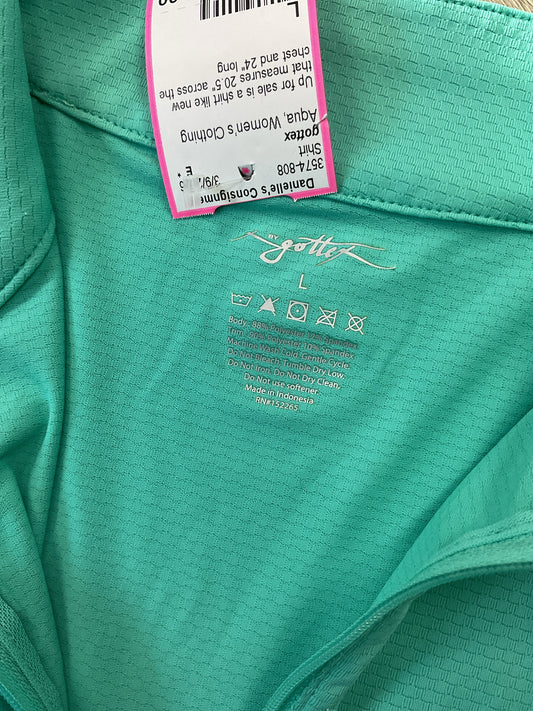 Danielle's Consignme
3/9/
E
3574-808
Shirt
gottex
Aqua, Women's Clothing
Up for sale is a shirt like new
that measures 20.5" across the
chest and 24" long
L
BY
gottex
L
Body: 88% Polyester 12% Spandex
Trim: 90% Polyester 10% Spandex
Machine Wash Cold, Gentle Cycle.
Do Not Bleach, Tumble Dry Low.
Do Not Iron, Do Not Dry Clean,
Do Not use softener.
Made in Indonesia
RN#152265